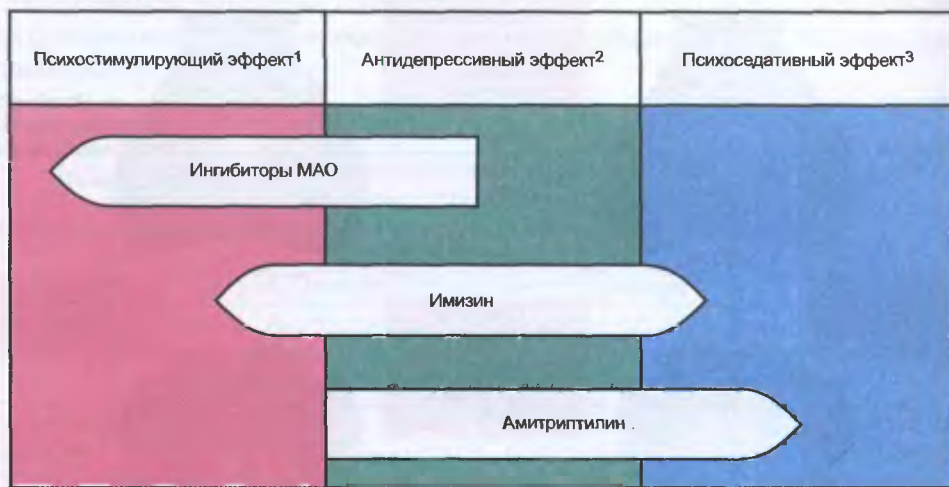 Психостимулирующий эффект¹
Антидепрессивный эффект²
Психоседативный эффект³
Ингибиторы МАО
Имизин
Амитриптилин